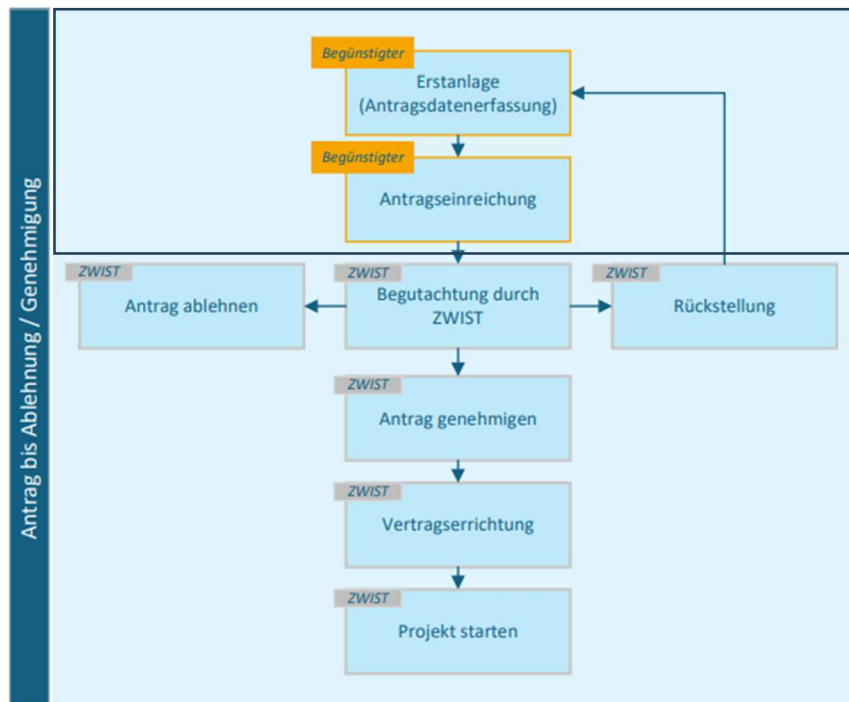 Antrag bis Ablehnung / Genehmigung
Begünstigter
Erstanlage
(Antragsdatenerfassung)
Begünstigter
Antragseinreichung
ZWIST
Antrag ablehnen
ZWIST
Begutachtung durch
ZWIST
ZWIST
Rückstellung
ZWIST
Antrag genehmigen
ZWIST
Vertragserrichtung
ZWIST
Projekt starten